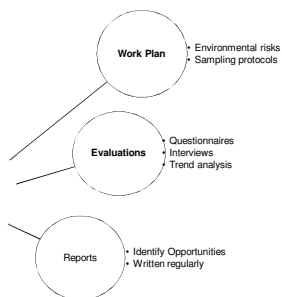 Work Plan
• Environmental risks
• Sampling protocols
Evaluations
• Questionnaires
• Interviews
• Trend analysis
Reports
• Identify Opportunities
• Written regularly